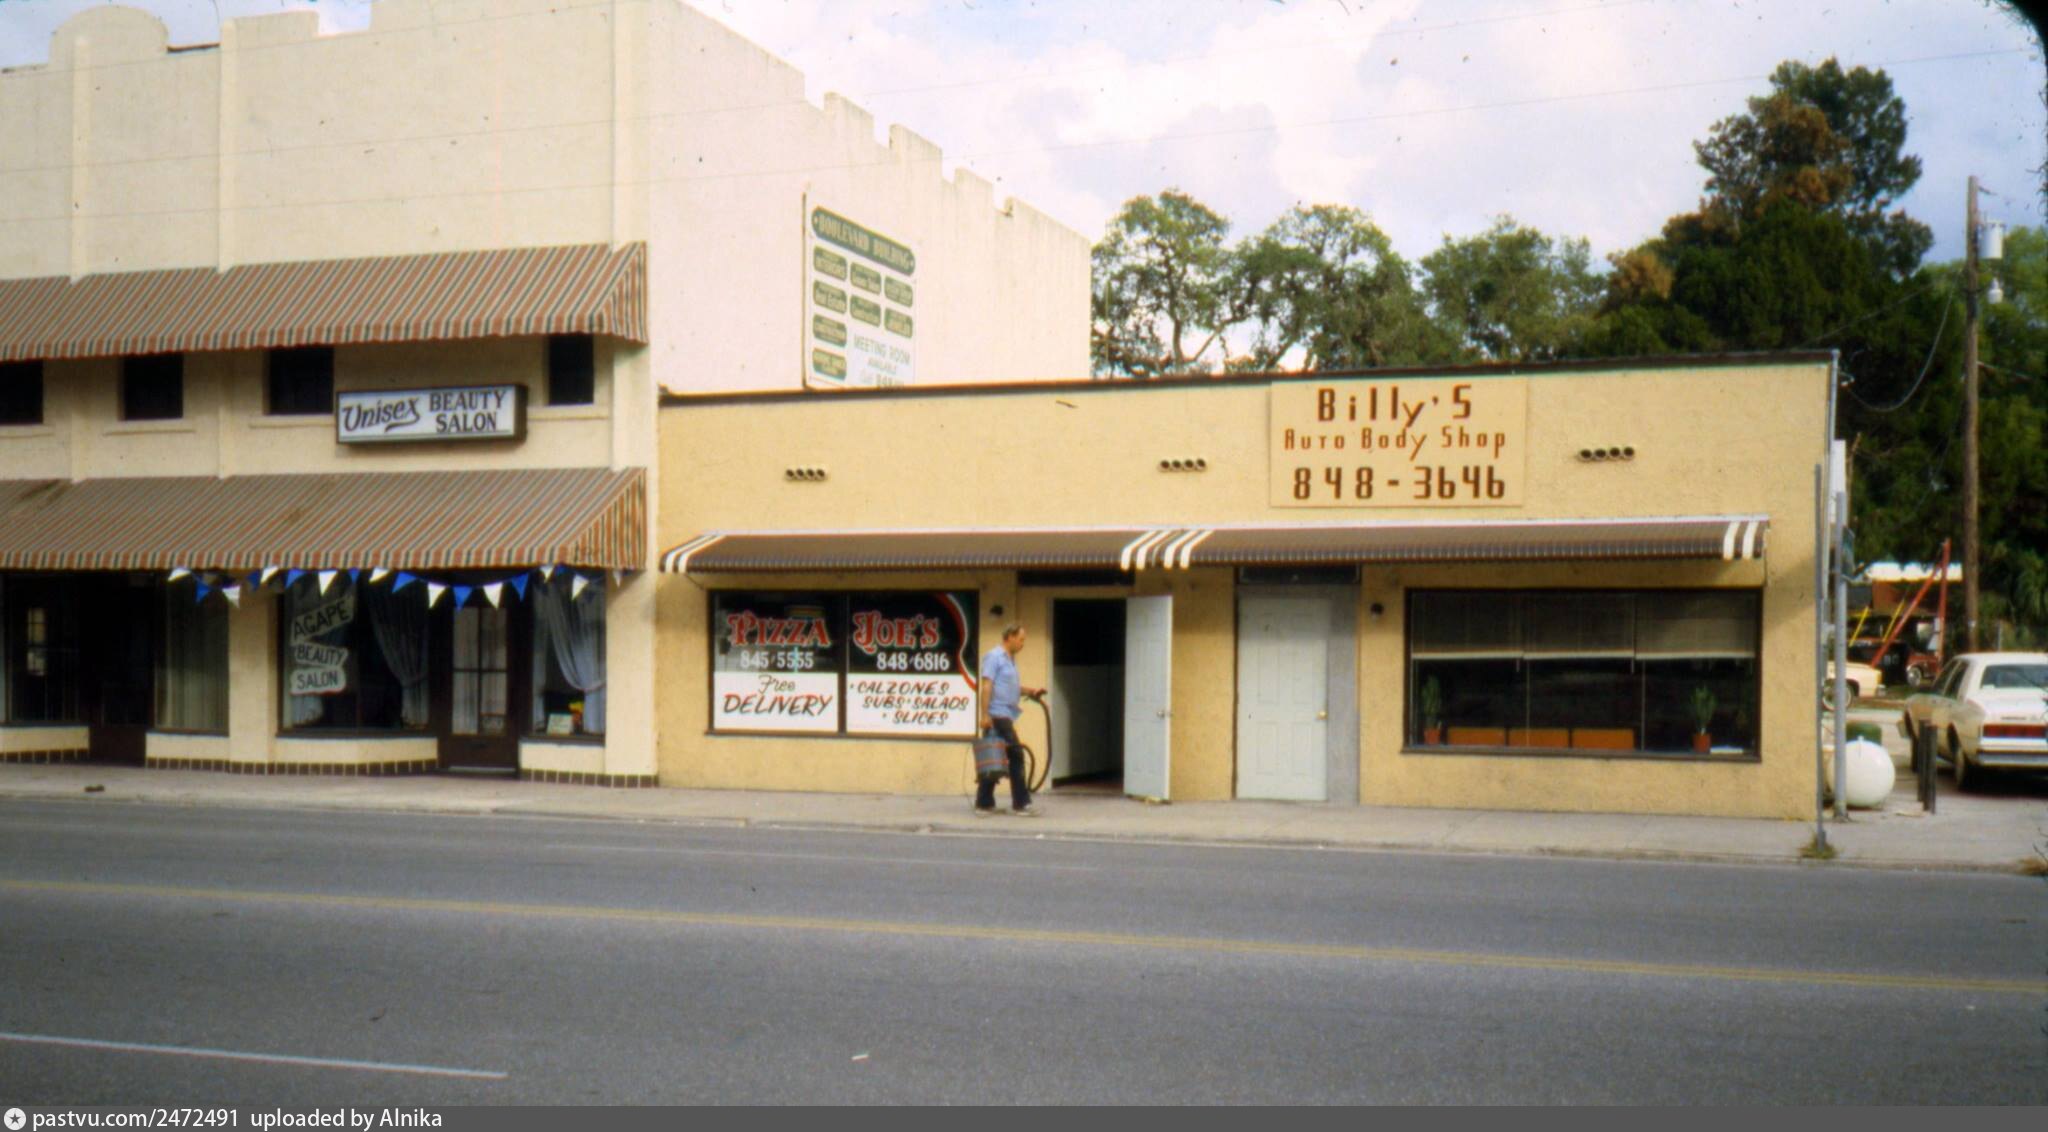 BOULEVARD BUILDING
MEETING ROOM
AVAILABLE
Unisex BEAUTY
SALON
Billy's
Auto Body Shop
848-3646
AGAPE
BEAUTY
SALON
PIZZA
845-5555
Free
DELIVERY
JOE'S
848-6816
• CALZONES
SUBS • SALADS
• SLICES
pastvu.com/2472491 uploaded by Alnika